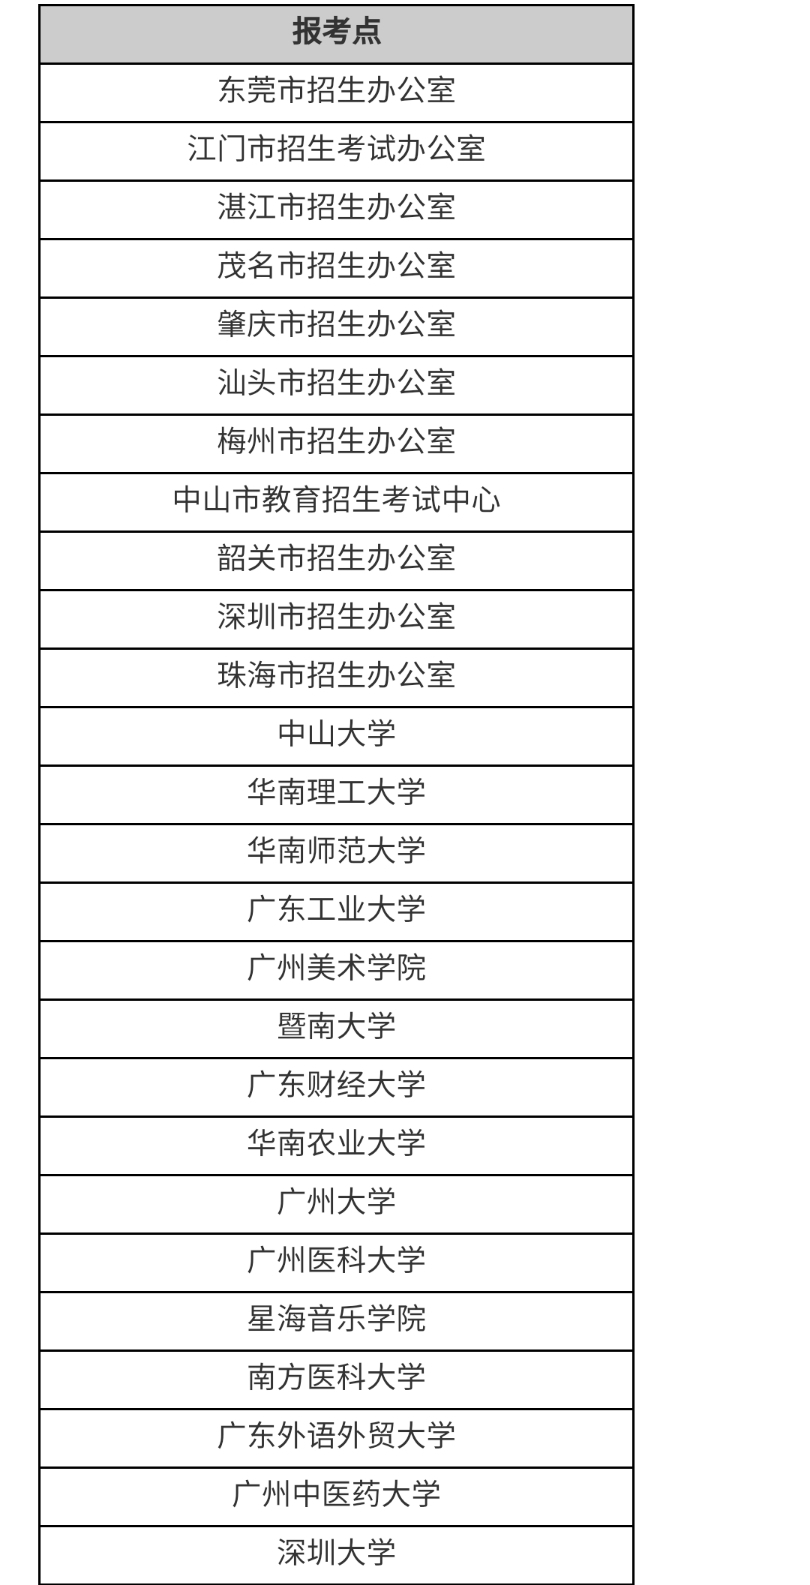 报考点
东莞市招生办公室
江门市招生考试办公室
湛江市招生办公室
茂名市招生办公室
肇庆市招生办公室
汕头市招生办公室
梅州市招生办公室
中山市教育招生考试中心
韶关市招生办公室
深圳市招生办公室
珠海市招生办公室
中山大学
华南理工大学
华南师范大学
广东工业大学
广州美术学院
暨南大学
广东财经大学
华南农业大学
广州大学
广州医科大学
星海音乐学院
南方医科大学
广东外语外贸大学
广州中医药大学
深圳大学